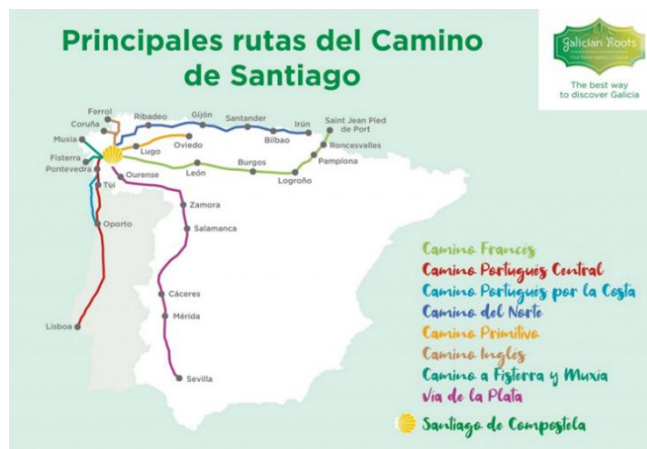 Principales rutas del Camino
de Santiago
Galician Roots
The best way
to discover Galicia
Ferrol
Coruña
Ribadeo
Gijón
Santander
Irún
Bilbao
Saint Jean Pied
de Port
Roncesvalles
Pamplona
Muxía
Fisterra
Pontevedra
Lugo
Oviedo
Ourense
León
Burgos
Logroño
Tui
Zamora
Oporto
Salamanca
Cáceres
Mérida
Lisboa
Sevilla
Camino Francés
Camino Portugués Central
Camino Portugués por la Costa
Camino del Norte
Camino Primitivo
Camino Inglés
Camino a Fisterra y Muxia
Vía de la Plata
Santiago de Compostela